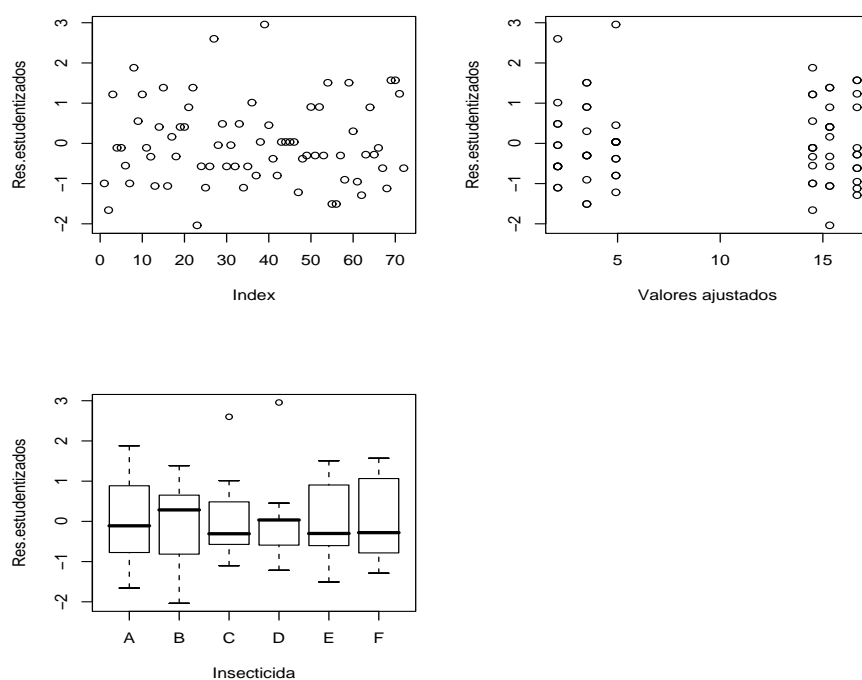 Res.estudentizados
3
2
1
0
-1
-2
0 10 20 30 40 50 60 70
Index
Res.estudentizados
3
2
1
0
-1
-2
5 10 15
Valores ajustados
Res.estudentizados
3
2
1
0
-1
-2
A B C D E F
Insecticida